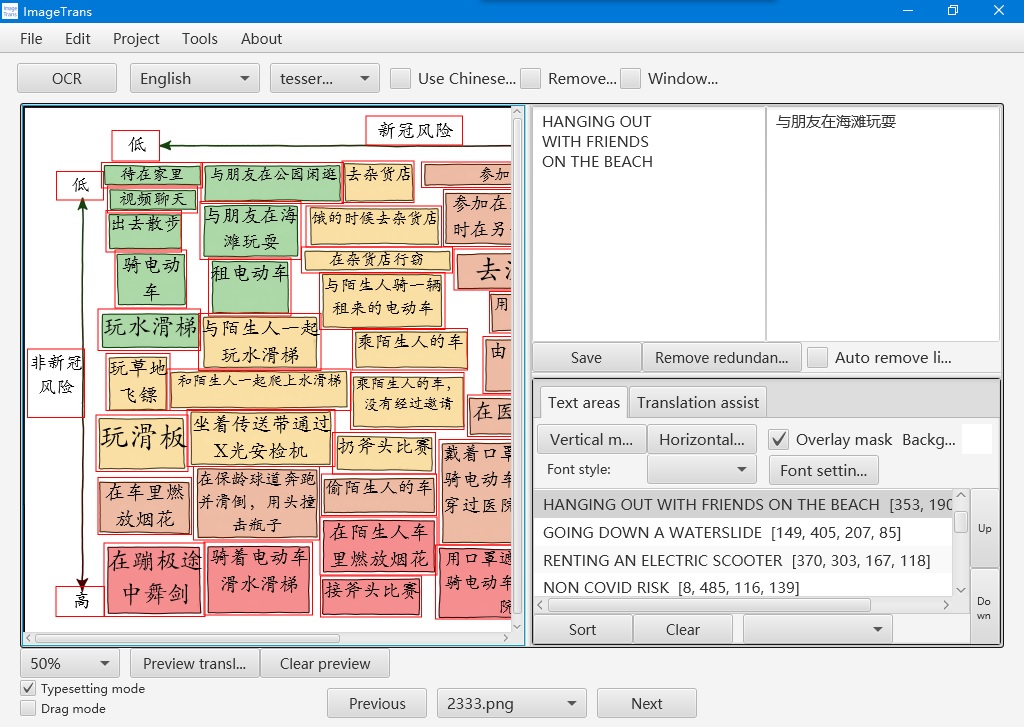 Image Trans
ImageTrans
File Edit Project Tools About
OCR English tesser... Use Chinese... Remove... Window...
新冠风险
低
低
待在家里
视频聊天
出去散步
骑电动
车
玩水滑梯
非新冠
风险
玩草地
飞镖
玩滑板
在车里燃
放烟花
在蹦极途
中舞剑
高
与朋友在公园闲逛
与朋友在海
滩玩耍
租电动车
与陌生人一起
玩水滑梯
和陌生人一起爬上水滑梯
坐着传送带通过
X光安检机
在保龄球道奔跑
并滑倒，用头撞
击瓶子
骑着电动车
滑水滑梯
去杂货店
饿的时候去杂货店
在杂货店行窃
与陌生人骑一辆
租来的电动车
乘陌生人的车
乘陌生人的车，
没有经过邀请
扔斧头比赛
偷陌生人的车
在陌生人车
里燃放烟花
接斧头比赛
参加
参加在
时在另
去
用
由
在医
戴着口罩
骑电动车
穿过医院
用口罩遮
骑电动车
院
HANGING OUT
WITH FRIENDS
ON THE BEACH
与朋友在海滩玩耍
Save Remove redundan... Auto remove li...
Text areas Translation assist
Vertical m... Horizontal... Overlay mask Backg...
Font style: Font settin...
HANGING OUT WITH FRIENDS ON THE BEACH [353, 190
GOING DOWN A WATERSLIDE [149, 405, 207, 85]
RENTING AN ELECTRIC SCOOTER [370, 303, 167, 118]
NON COVID RISK [8, 485, 116, 139]
Up
Do
wn
Sort Clear
50% Preview transl... Clear preview
Typesetting mode
Drag mode
Previous 2333.png Next